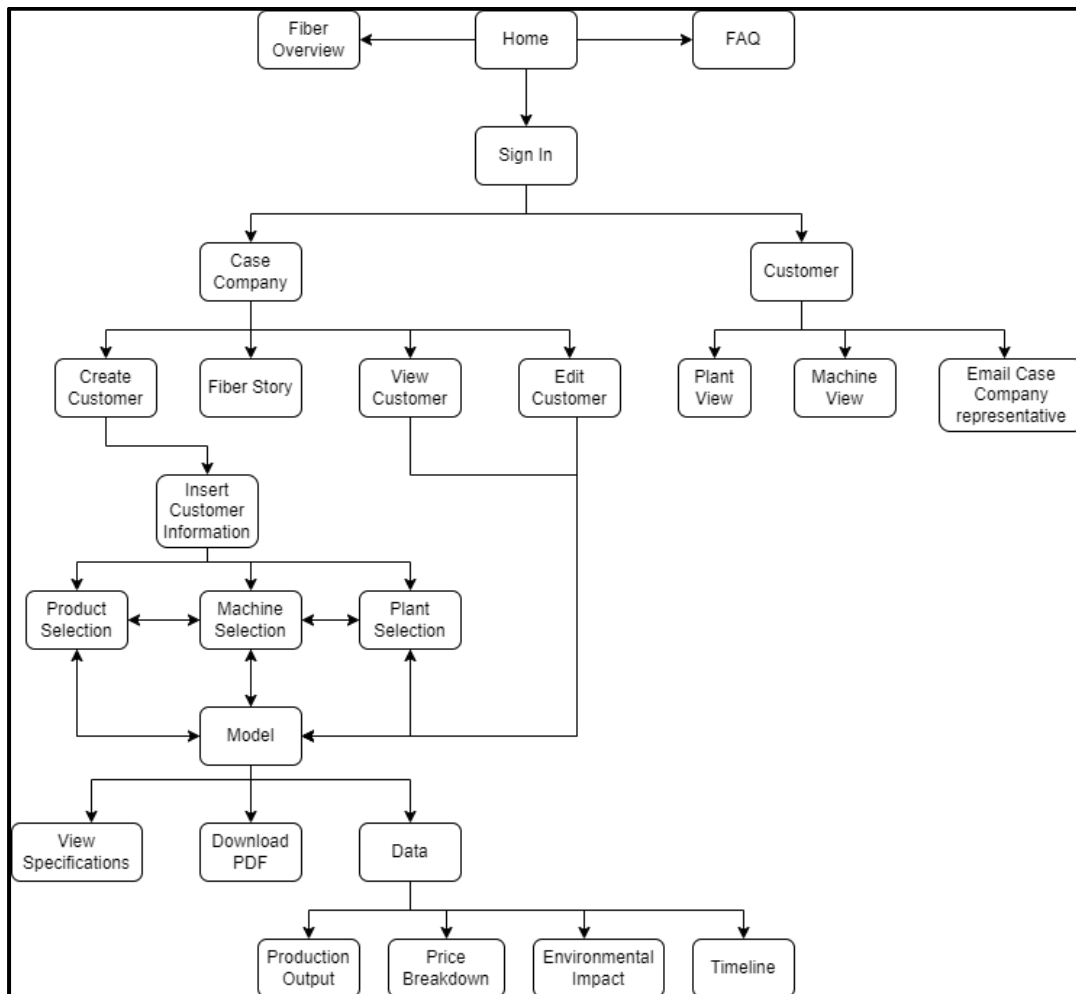 Fiber
Overview
Home
FAQ
Sign In
Case
Company
Customer
Create
Customer
Fiber Story
View
Customer
Edit
Customer
Plant
View
Machine
View
Email Case
Company
representative
Insert
Customer
Information
Product
Selection
Machine
Selection
Plant
Selection
Model
View
Specifications
Download
PDF
Data
Production
Output
Price
Breakdown
Environmental
Impact
Timeline